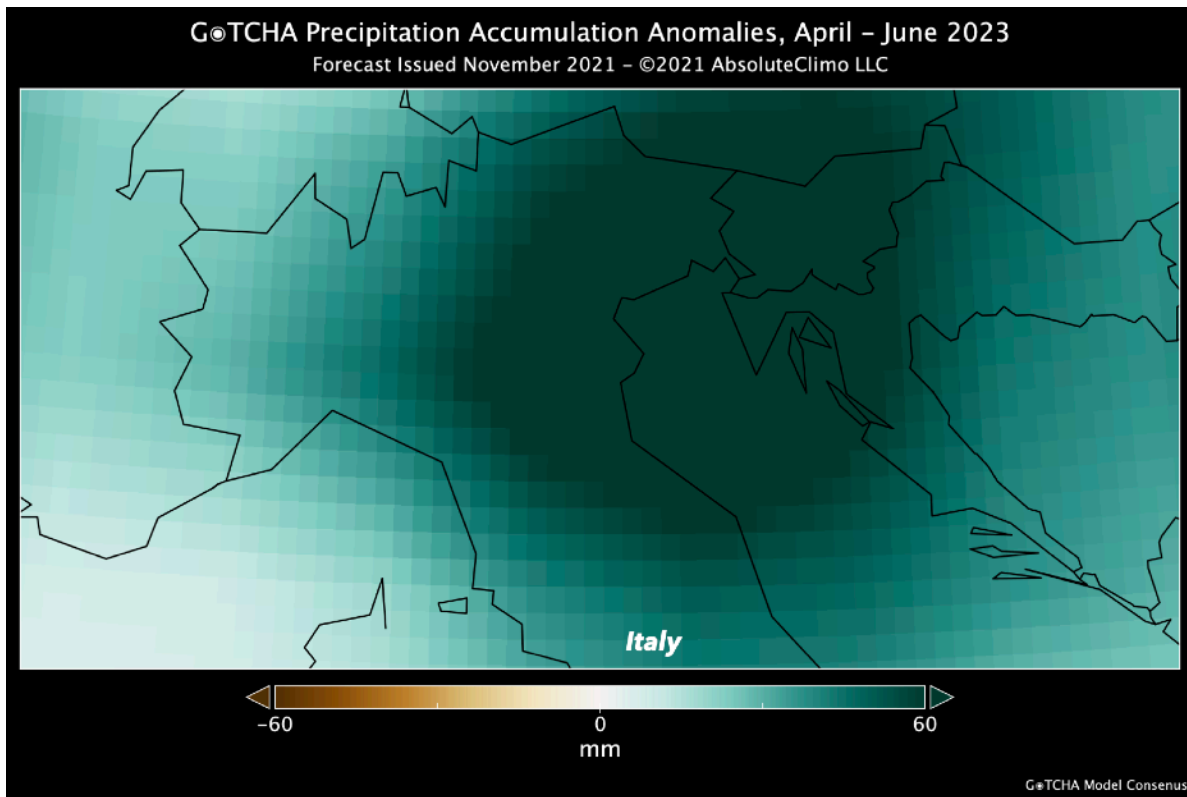 G◉TCHA Precipitation Accumulation Anomalies, April – June 2023
Forecast Issued November 2021 – ©2021 AbsoluteClimo LLC
Italy
−60 0 60
mm
G◉TCHA Model Consensus